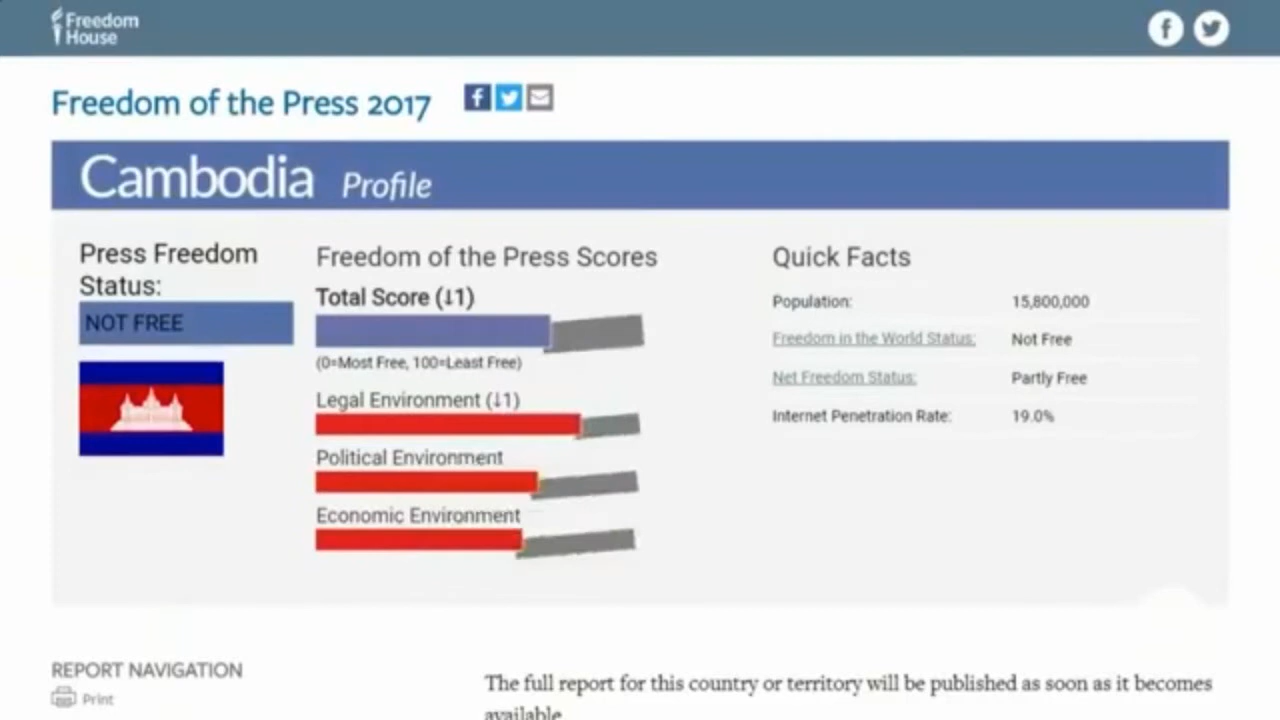 Freedom
House
Freedom of the Press 2017
Cambodia Profile
Press Freedom
Status:
NOT FREE
Freedom of the Press Scores
Total Score (↓1)
(0=Most Free, 100=Least Free)
Legal Environment (↓1)
Political Environment
Economic Environment
Quick Facts
Population: 15,800,000
Freedom in the World Status: Not Free
Net Freedom Status: Partly Free
Internet Penetration Rate: 19.0%
REPORT NAVIGATION
Print
The full report for this country or territory will be published as soon as it becomes
available